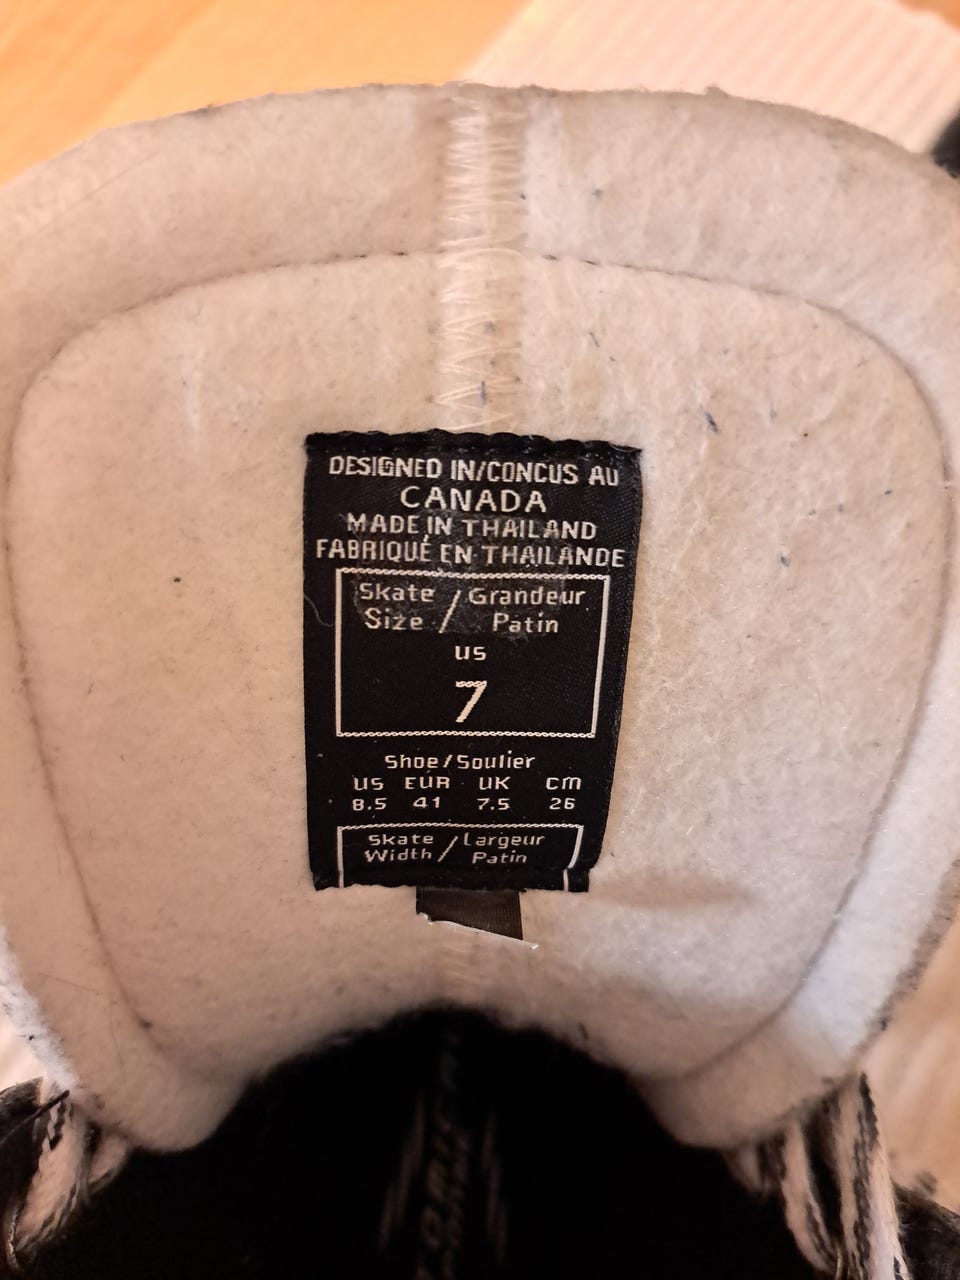 DESIGNED IN/CONCUS AU
CANADA
MADE IN THAILAND
FABRIQUÉ EN THAILANDE
Skate / Grandeur
Size / Patin
US
7
Shoe/Soulier
US EUR UK CM
8.5 41 7.5 26
Skate / Largeur
Width / Patin